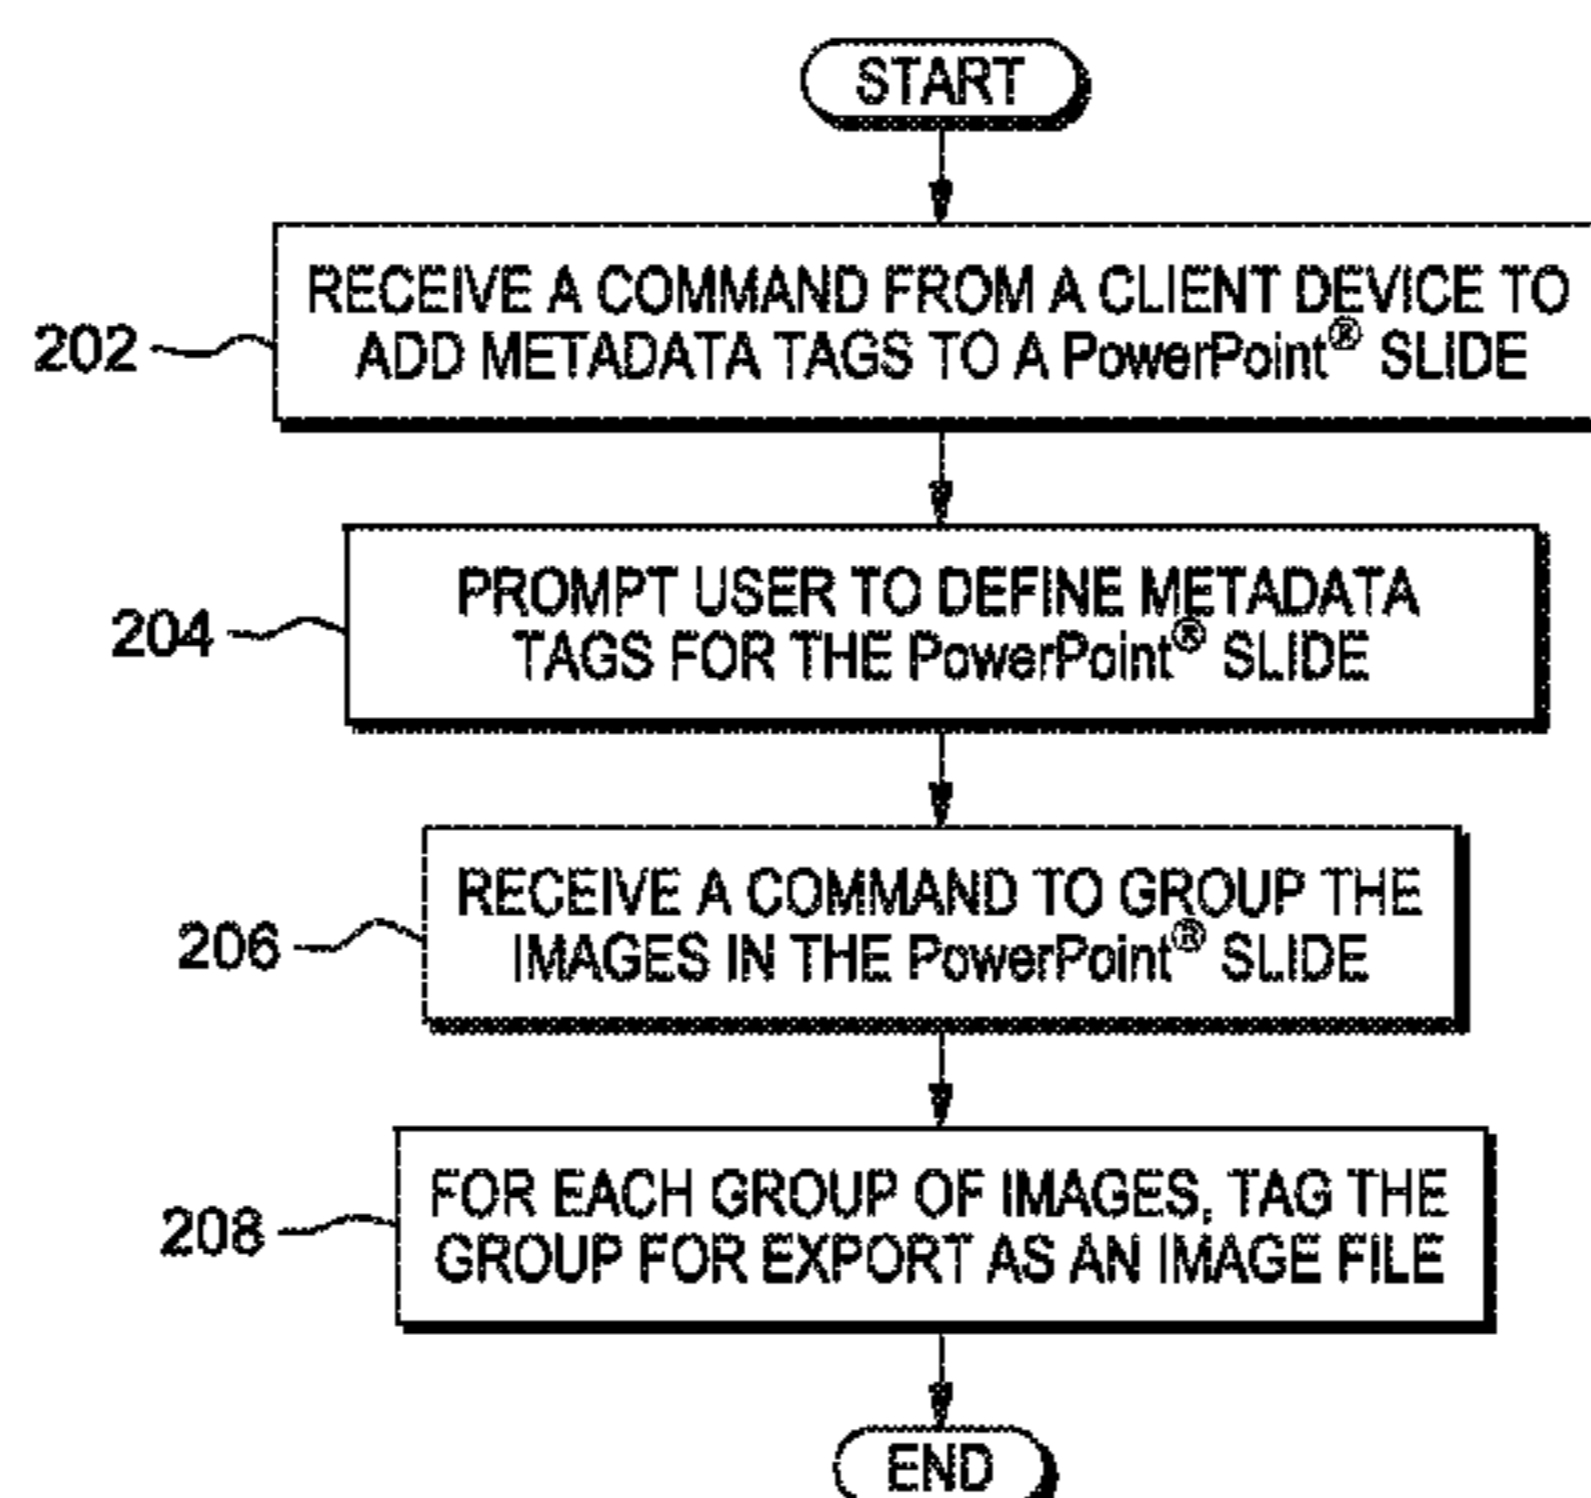 START
202
RECEIVE A COMMAND FROM A CLIENT DEVICE TO
ADD METADATA TAGS TO A PowerPoint® SLIDE
204
PROMPT USER TO DEFINE METADATA
TAGS FOR THE PowerPoint® SLIDE
206
RECEIVE A COMMAND TO GROUP THE
IMAGES IN THE PowerPoint® SLIDE
208
FOR EACH GROUP OF IMAGES, TAG THE
GROUP FOR EXPORT AS AN IMAGE FILE
END